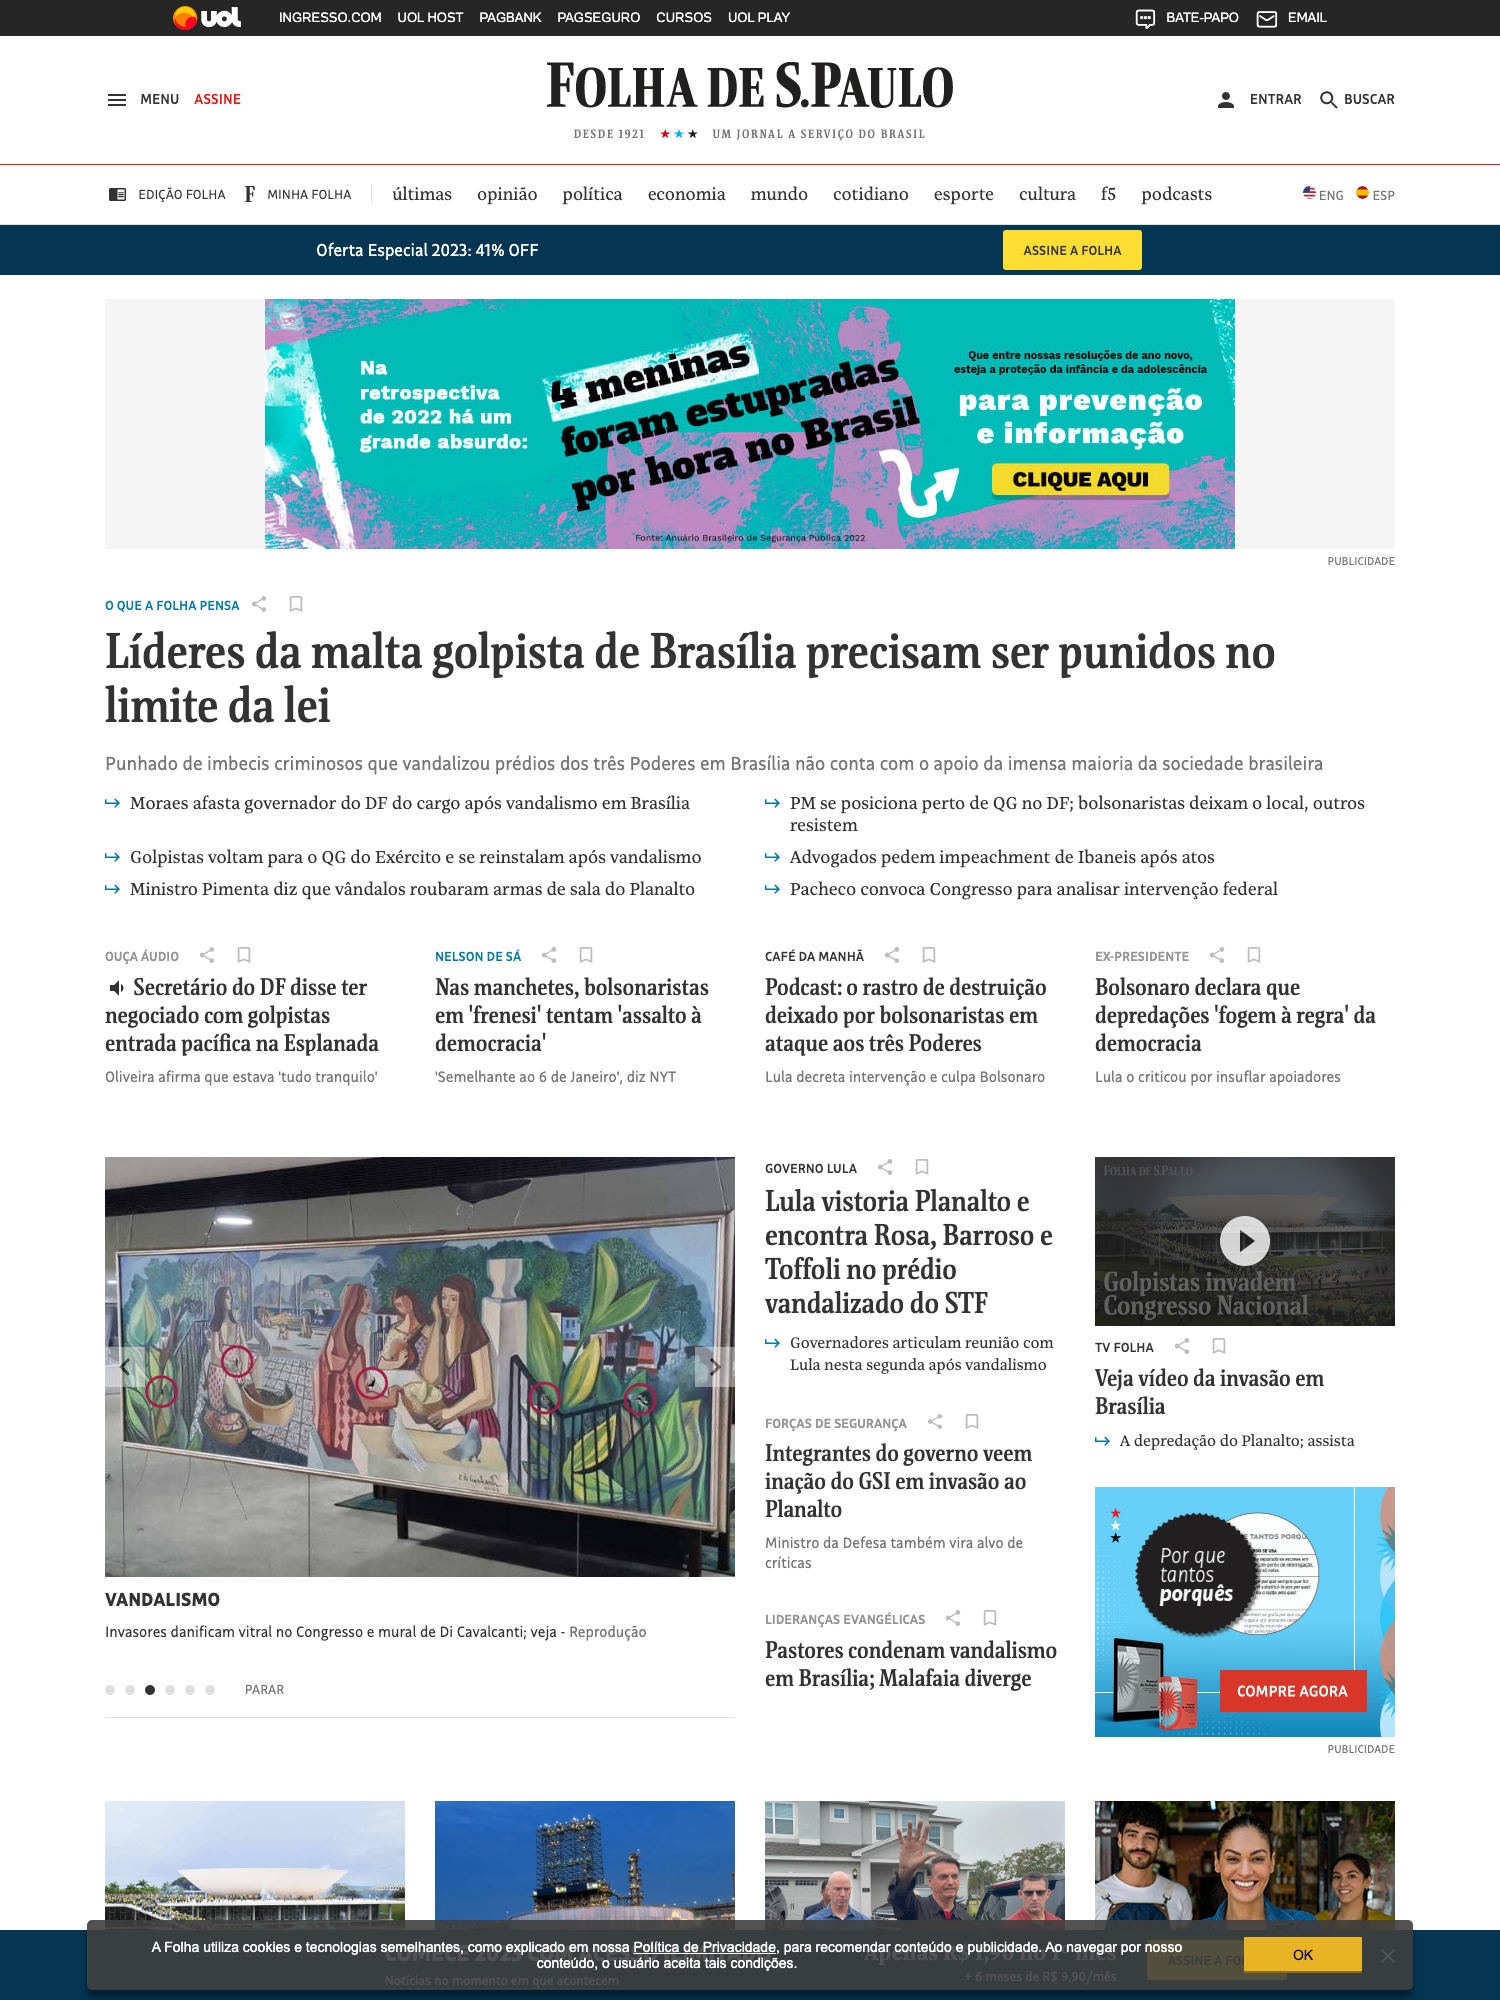 uol
INGRESSO.COM UOL HOST PAGBANK PAGSEGURO CURSOS UOL PLAY BATE-PAPO EMAIL
MENU ASSINE
FOLHA DE S.PAULO
DESDE 1921 ★★★ UM JORNAL A SERVIÇO DO BRASIL
ENTRAR BUSCAR
EDIÇÃO FOLHA F MINHA FOLHA últimas opinião política economia mundo cotidiano esporte cultura f5 podcasts ENG ESP
Oferta Especial 2023: 41% OFF ASSINE A FOLHA
Na
retrospectiva
de 2022 há um
grande absurdo:
4 meninas
foram estupradas
por hora no Brasil
Que entre nossas resoluções de ano novo,
esteja a proteção da infância e da adolescência
para prevenção
e informação
CLIQUE AQUI
Fonte: Anuário Brasileiro de Segurança Pública 2022
PUBLICIDADE
O QUE A FOLHA PENSA
Líderes da malta golpista de Brasília precisam ser punidos no
limite da lei
Punhado de imbecis criminosos que vandalizou prédios dos três Poderes em Brasília não conta com o apoio da imensa maioria da sociedade brasileira
Moraes afasta governador do DF do cargo após vandalismo em Brasília
PM se posiciona perto de QG no DF; bolsonaristas deixam o local, outros
resistem
Golpistas voltam para o QG do Exército e se reinstalam após vandalismo
Advogados pedem impeachment de Ibaneis após atos
Ministro Pimenta diz que vândalos roubaram armas de sala do Planalto
Pacheco convoca Congresso para analisar intervenção federal
OUÇA ÁUDIO
Secretário do DF disse ter
negociado com golpistas
entrada pacífica na Esplanada
Oliveira afirma que estava 'tudo tranquilo'
NELSON DE SÁ
Nas manchetes, bolsonaristas
em 'frenesi' tentam 'assalto à
democracia'
'Semelhante ao 6 de Janeiro', diz NYT
CAFÉ DA MANHÃ
Podcast: o rastro de destruição
deixado por bolsonaristas em
ataque aos três Poderes
Lula decreta intervenção e culpa Bolsonaro
EX-PRESIDENTE
Bolsonaro declara que
depredações 'fogem à regra' da
democracia
Lula o criticou por insuflar apoiadores
VANDALISMO
Invasores danificam vitral no Congresso e mural de Di Cavalcanti; veja - Reprodução
PARAR
GOVERNO LULA
Lula vistoria Planalto e
encontra Rosa, Barroso e
Toffoli no prédio
vandalizado do STF
Governadores articulam reunião com
Lula nesta segunda após vandalismo
FORÇAS DE SEGURANÇA
Integrantes do governo veem
inação do GSI em invasão ao
Planalto
Ministro da Defesa também vira alvo de
críticas
LIDERANÇAS EVANGÉLICAS
Pastores condenam vandalismo
em Brasília; Malafaia diverge
FOLHA DE S.PAULO
Golpistas invadem
Congresso Nacional
TV FOLHA
Veja vídeo da invasão em
Brasília
A depredação do Planalto; assista
Por que
tantos
porquês
COMPRE AGORA
PUBLICIDADE
A Folha utiliza cookies e tecnologias semelhantes, como explicado em nossa Política de Privacidade, para recomendar conteúdo e publicidade. Ao navegar por nosso
conteúdo, o usuário aceita tais condições.
OK
Notícias no momento em que acontecem
+ 6 meses de R$ 9,90/mês